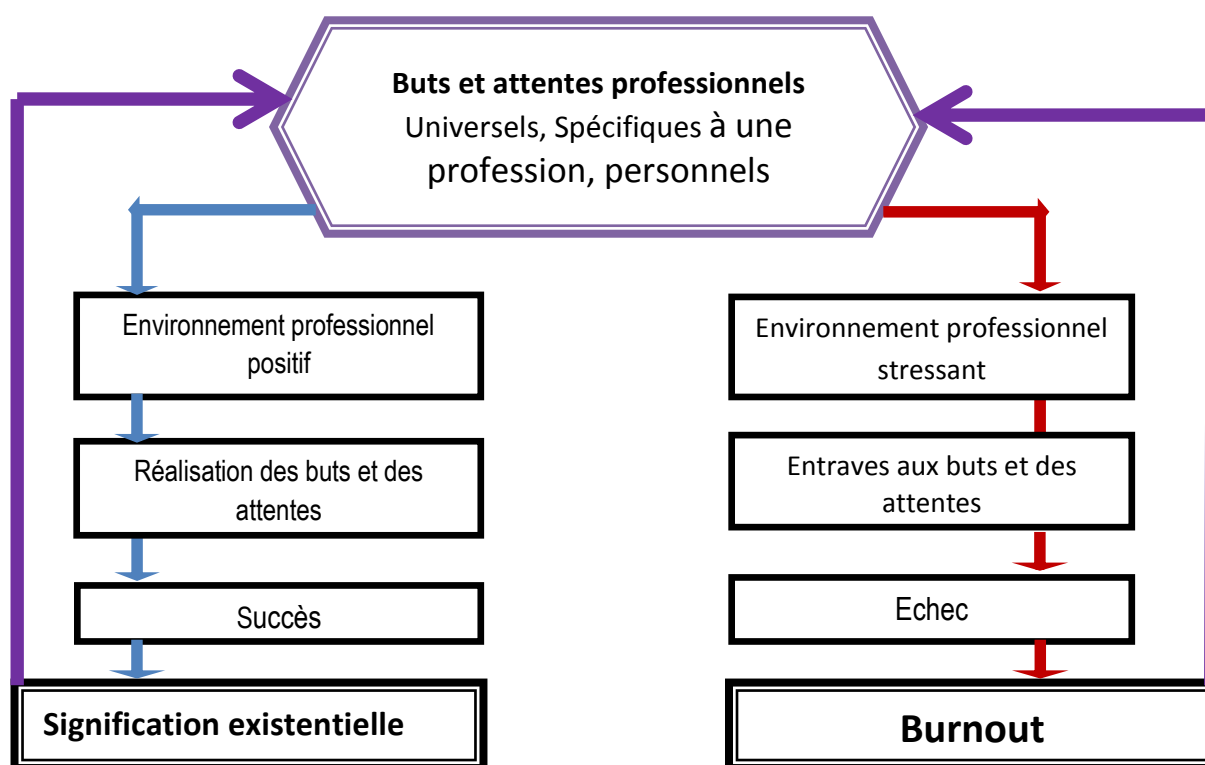 Buts et attentes professionnels
Universels, Spécifiques à une
profession, personnels
Environnement professionnel
positif
Réalisation des buts et des
attentes
Succès
Signification existentielle
Environnement professionnel
stressant
Entraves aux buts et des
attentes
Echec
Burnout